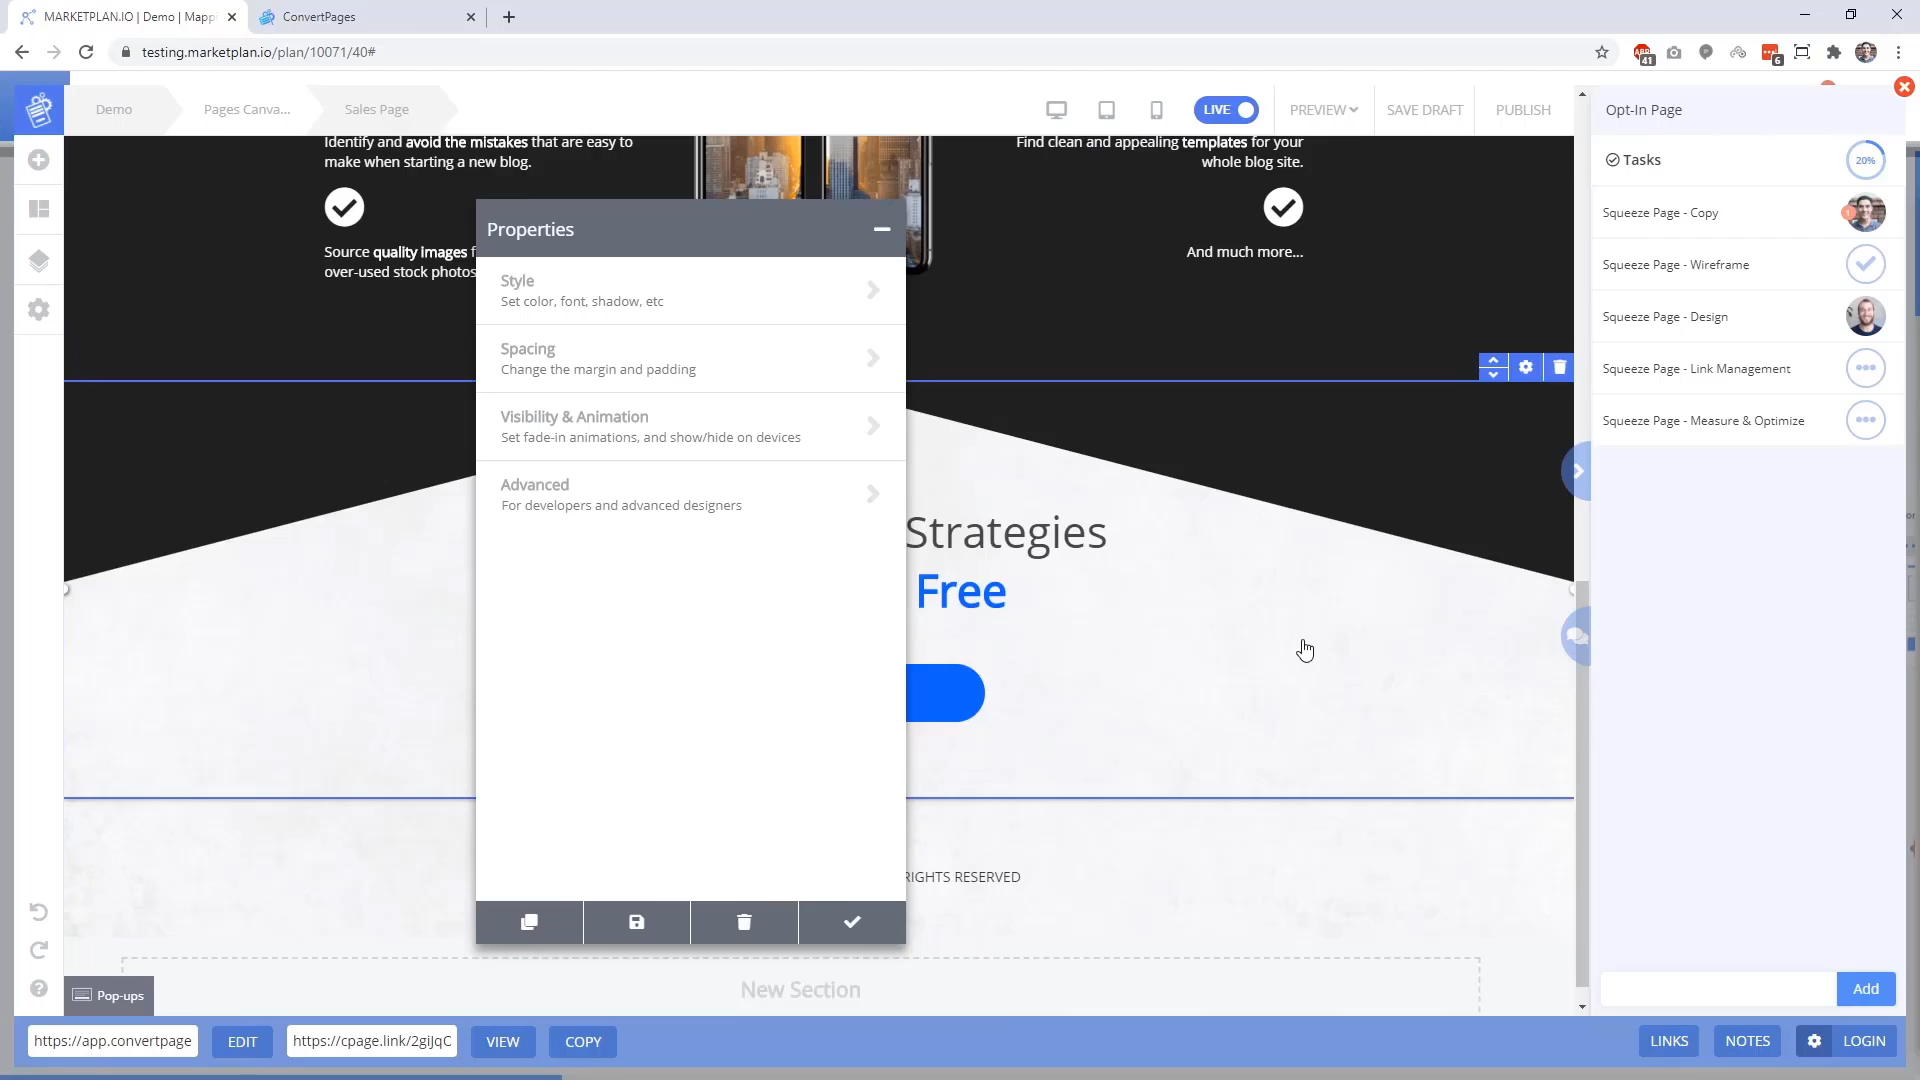 MARKETPLAN.IO | Demo | Mapp
ConvertPages
testing.marketplan.io/plan/10071/40#
41
6
Demo
Pages Canva...
Sales Page
LIVE
PREVIEW
SAVE DRAFT
PUBLISH
Opt-In Page
Identify and avoid the mistakes that are easy to
make when starting a new blog.
Find clean and appealing templates for your
whole blog site.
Tasks
20%
Squeeze Page - Copy
1
Source quality images
over-used stock photos
And much more...
Properties
Style
Set color, font, shadow, etc
Spacing
Change the margin and padding
Visibility & Animation
Set fade-in animations, and show/hide on devices
Advanced
For developers and advanced designers
Squeeze Page - Wireframe
Squeeze Page - Design
Squeeze Page - Link Management
Squeeze Page - Measure & Optimize
Strategies
Free
RIGHTS RESERVED
New Section
Pop-ups
Add
https://app.convertpage
EDIT
https://cpage.link/2giJqC
VIEW
COPY
LINKS
NOTES
LOGIN